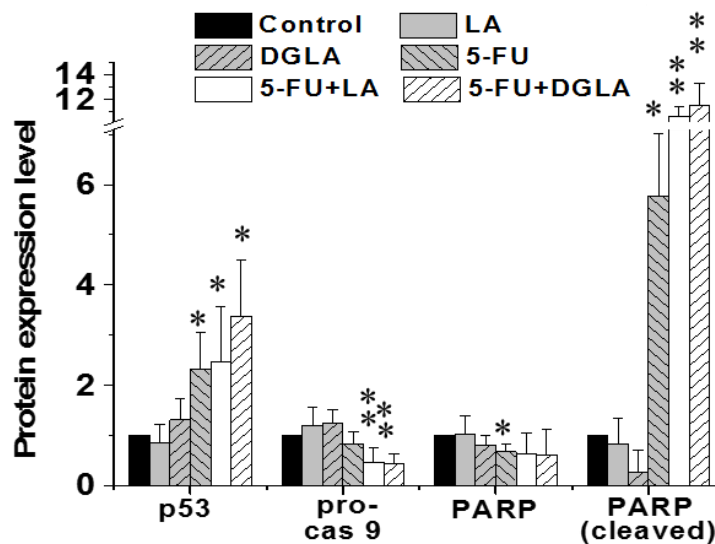 Control LA
DGLA 5-FU
5-FU+LA 5-FU+DGLA
Protein expression level
14
12
6
4
2
0
* * *
** **
*
* ** **
p53 pro-cas 9 PARP PARP (cleaved)